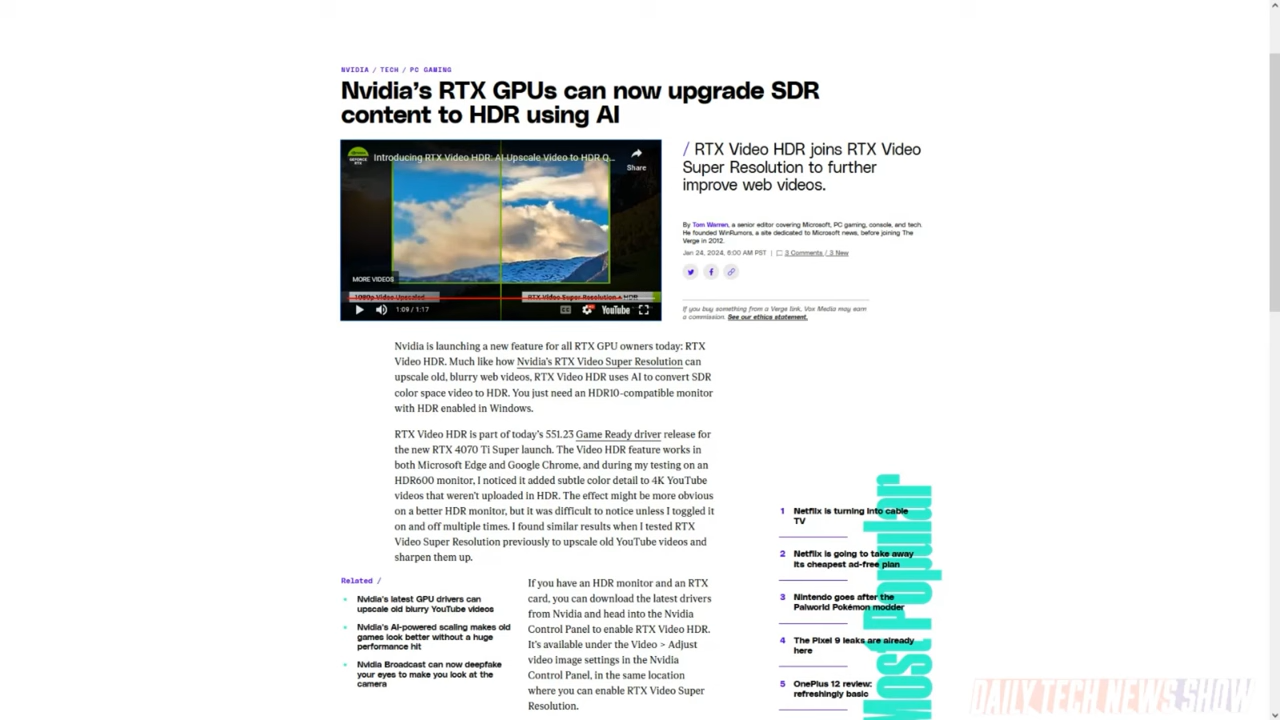 NVIDIA / TECH / PC GAMING
Nvidia's RTX GPUs can now upgrade SDR
content to HDR using AI
Introducing RTX Video HDR: AI-Upscale Video to HDR Q...
Share
MORE VIDEOS
1080p Video Upscaled
RTX Video Super Resolution + HDR
1:09 / 1:17
CC
YouTube
/ RTX Video HDR joins RTX Video
Super Resolution to further
improve web videos.
By Tom Warren, a senior editor covering Microsoft, PC gaming, console, and tech.
He founded WinRumors, a site dedicated to Microsoft news, before joining The
Verge in 2012.
Jan 24, 2024, 6:00 AM PST | 3 Comments / 3 New
If you buy something from a Verge link, Vox Media may earn
a commission. See our ethics statement.
Nvidia is launching a new feature for all RTX GPU owners today: RTX
Video HDR. Much like how Nvidia's RTX Video Super Resolution can
upscale old, blurry web videos, RTX Video HDR uses AI to convert SDR
color space video to HDR. You just need an HDR10-compatible monitor
with HDR enabled in Windows.
RTX Video HDR is part of today's 551.23 Game Ready driver release for
the new RTX 4070 Ti Super launch. The Video HDR feature works in
both Microsoft Edge and Google Chrome, and during my testing on an
HDR600 monitor, I noticed it added subtle color detail to 4K YouTube
videos that weren't uploaded in HDR. The effect might be more obvious
on a better HDR monitor, but it was difficult to notice unless I toggled it
on and off multiple times. I found similar results when I tested RTX
Video Super Resolution previously to upscale old YouTube videos and
sharpen them up.
Related /
Nvidia's latest GPU drivers can
upscale old blurry YouTube videos
Nvidia's AI-powered scaling makes old
games look better without a huge
performance hit
Nvidia Broadcast can now deepfake
your eyes to make you look at the
camera
If you have an HDR monitor and an RTX
card, you can download the latest drivers
from Nvidia and head into the Nvidia
Control Panel to enable RTX Video HDR.
It's available under the Video > Adjust
video image settings in the Nvidia
Control Panel, in the same location
where you can enable RTX Video Super
Resolution.
Most Popular
1 Netflix is turning into cable
TV
2 Netflix is going to take away
its cheapest ad-free plan
3 Nintendo goes after the
Palworld Pokémon modder
4 The Pixel 9 leaks are already
here
5 OnePlus 12 review:
refreshingly basic
DAILY TECH NEWS SHOW